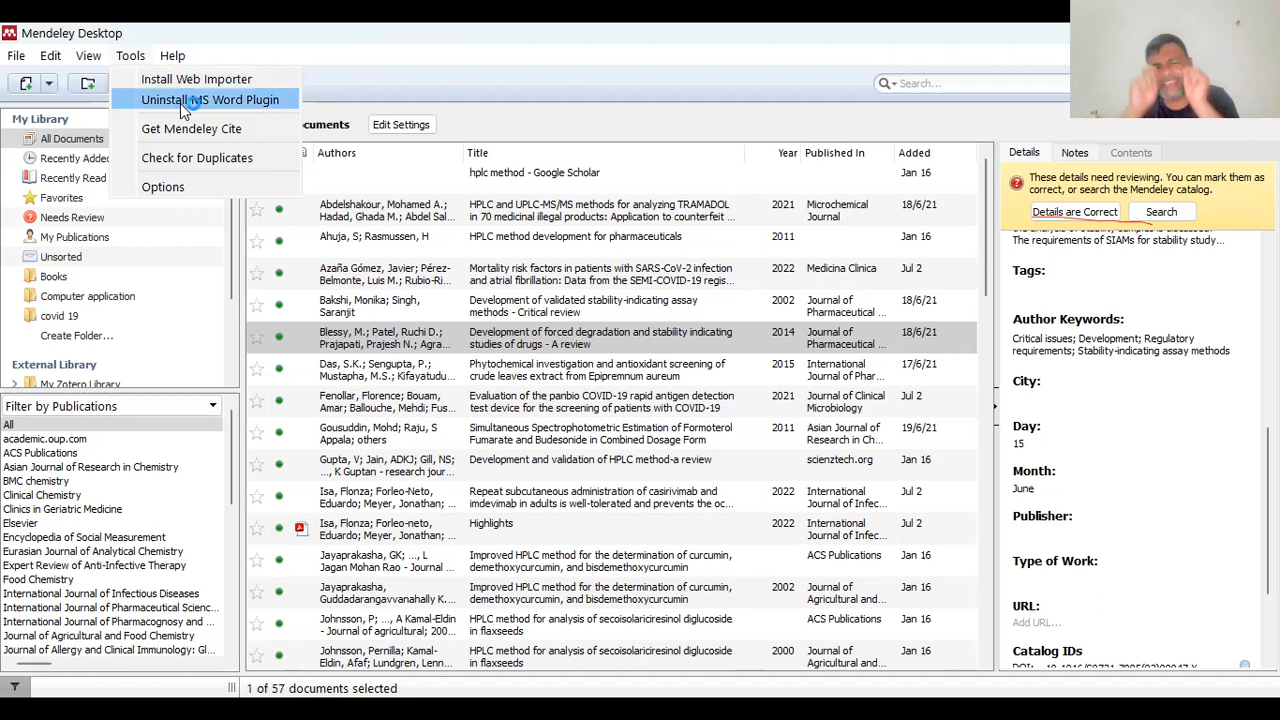 Mendeley Desktop
File Edit View Tools Help
Install Web Importer
Uninstall MS Word Plugin
Get Mendeley Cite
Check for Duplicates
Options
Search...
My Library
All Documents
Recently Added
Recently Read
Favorites
Needs Review
My Publications
Unsorted
Books
Computer application
covid 19
Create Folder...
External Library
My Zotero Library
Filter by Publications
All
academic.oup.com
ACS Publications
Asian Journal of Research in Chemistry
BMC chemistry
Clinical Chemistry
Clinics in Geriatric Medicine
Elsevier
Encyclopedia of Social Measurement
Eurasian Journal of Analytical Chemistry
Expert Review of Anti-Infective Therapy
Food Chemistry
International Journal of Infectious Diseases
International Journal of Pharmaceutical Scienc...
International Journal of Pharmacognosy and ...
Journal of Agricultural and Food Chemistry
Journal of Allergy and Clinical Immunology: Gl...
ocuments Edit Settings
Authors Title Year Published In Added
hplc method - Google Scholar Jan 16
Abdelshakour, Mohamed A.; HPLC and UPLC-MS/MS methods for analyzing TRAMADOL 2021 Microchemical 18/6/21
Hadad, Ghada M.; Abdel Sal... in 70 medicinal illegal products: Application to counterfeit ... Journal
Ahuja, S; Rasmussen, H HPLC method development for pharmaceuticals 2011 Jan 16
Azaña Gómez, Javier; Pérez- Mortality risk factors in patients with SARS-CoV-2 infection 2022 Medicina Clinica Jul 2
Belmonte, Luis M.; Rubio-Ri... and atrial fibrillation: Data from the SEMI-COVID-19 regis...
Bakshi, Monika; Singh, Development of validated stability-indicating assay 2002 Journal of 18/6/21
Saranjit methods - Critical review Pharmaceutical ...
Blessy, M.; Patel, Ruchi D.; Development of forced degradation and stability indicating 2014 Journal of 18/6/21
Prajapati, Prajesh N.; Agra... studies of drugs - A review Pharmaceutical ...
Das, S.K.; Sengupta, P.; Phytochemical investigation and antioxidant screening of 2015 International 17/6/21
Mustapha, M.S.; Kifayatudu... crude leaves extract from Epipremnum aureum Journal of Phar...
Fenollar, Florence; Bouam, Evaluation of the panbio COVID-19 rapid antigen detection 2021 Journal of Clinical Jul 2
Amar; Ballouche, Mehdi; Fus... test device for the screening of patients with COVID-19 Microbiology
Gousuddin, Mohd; Raju, S Simultaneous Spectrophotometric Estimation of Formoterol 2011 Asian Journal of 19/6/21
Appala; others Fumarate and Budesonide in Combined Dosage Form Research in C...
Gupta, V; Jain, ADKJ; Gill, NS; Development and validation of HPLC method-a review scienztech.org Jan 16
..., K Guptan - research jour...
Isa, Flonza; Forleo-Neto, Repeat subcutaneous administration of casirivimab and 2022 International Jul 2
Eduardo; Meyer, Jonathan; ... imdevimab in adults is well-tolerated and prevents the oc... Journal of Infec...
Isa, Flonza; Forleo-neto, Highlights 2022 International Jul 2
Eduardo; Meyer, Jonathan; ... Journal of Infec...
Jayaprakasha, GK; ..., L Improved HPLC method for the determination of curcumin, ACS Publications Jan 16
Jagan Mohan Rao - Journal ... demethoxycurcumin, and bisdemethoxycurcumin
Jayaprakasha, Improved HPLC method for the determination of curcumin, 2002 Journal of Jan 16
Guddadarangavvanahally K.... demethoxycurcumin, and bisdemethoxycurcumin Agricultural and...
Johnsson, P; ..., A Kamal-Eldin HPLC method for analysis of secoisolariciresinol diglucoside ACS Publications Jan 16
- Journal of agricultural; 200... in flaxseeds
Johnsson, Pernilla; Kamal- HPLC method for analysis of secoisolariciresinol diglucoside 2000 Journal of Jan 16
Eldin, Afaf; Lundgren, Lenn... in flaxseeds Agricultural and...
1 of 57 documents selected
Details Notes Contents
These details need reviewing. You can mark them as
correct, or search the Mendeley catalog.
Details are Correct Search
The requirements of SIAMs for stability study...
Tags:
Author Keywords:
Critical issues; Development; Regulatory
requirements; Stability-indicating assay methods
City:
Day:
15
Month:
June
Publisher:
Type of Work:
URL:
Add URL...
Catalog IDs